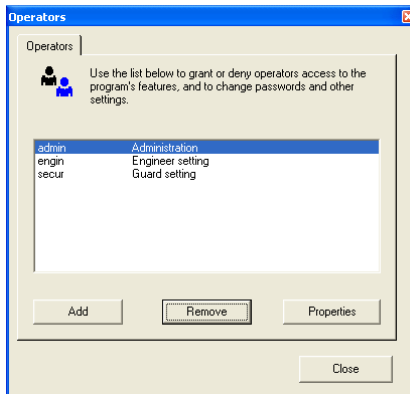 Operators
Operators
Use the list below to grant or deny operators access to the
program's features, and to change passwords and other
settings.
admin Administration
engin Engineer setting
secur Guard setting
Add Remove Properties
Close